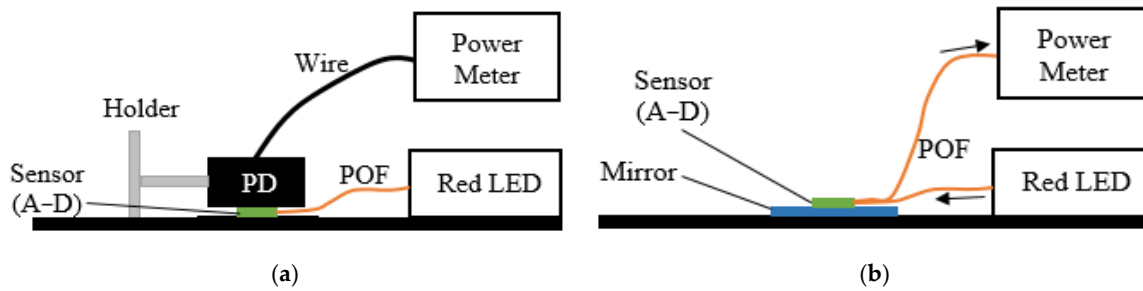 Wire
Power
Meter
Holder
Sensor
(A–D)
PD
POF
Red LED
(a)
Power
Meter
Sensor
(A–D)
POF
Mirror
Red LED
(b)